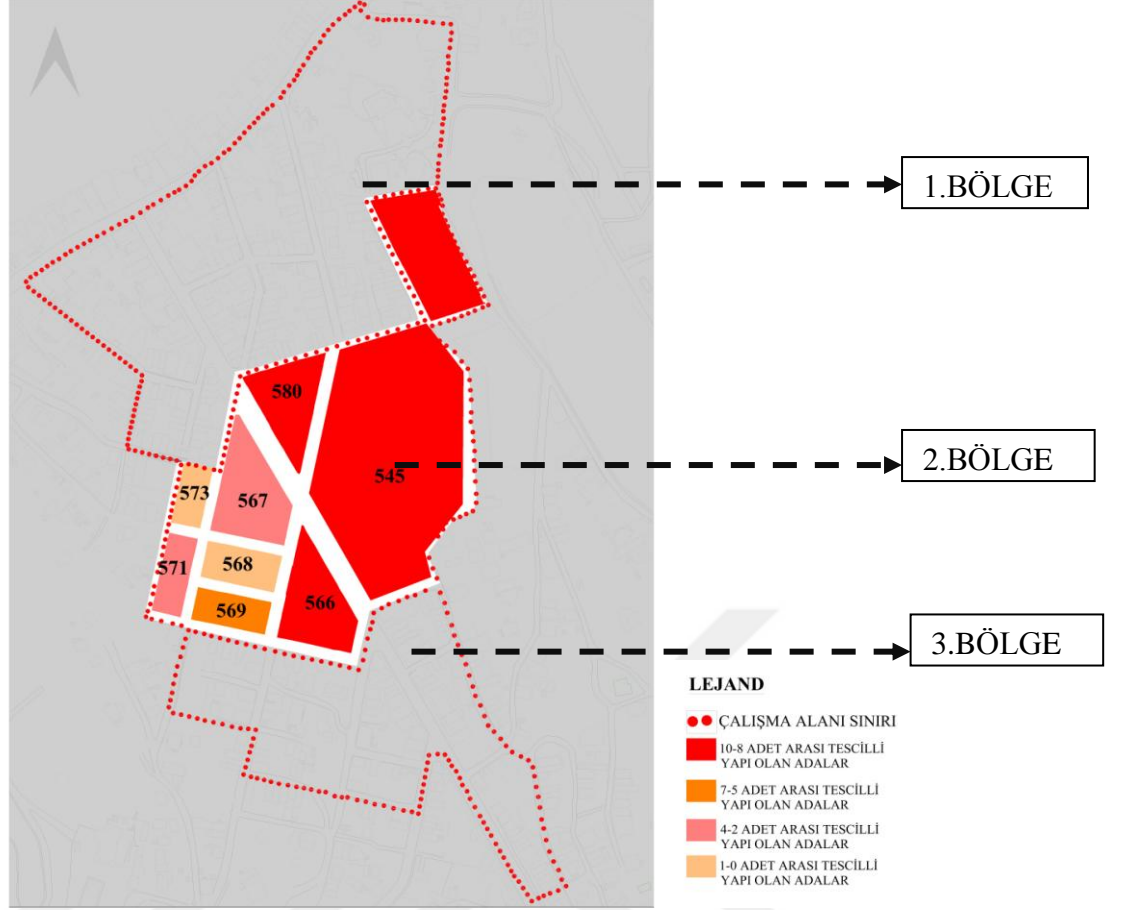 1.BÖLGE
580
2.BÖLGE
545
573
567
568
571
569
566
3.BÖLGE
LEJAND
ÇALIŞMA ALANI SINIRI
10-8 ADET ARASI TESCİLLİ
YAPI OLAN ADALAR
7-5 ADET ARASI TESCİLLİ
YAPI OLAN ADALAR
4-2 ADET ARASI TESCİLLİ
YAPI OLAN ADALAR
1-0 ADET ARASI TESCİLLİ
YAPI OLAN ADALAR